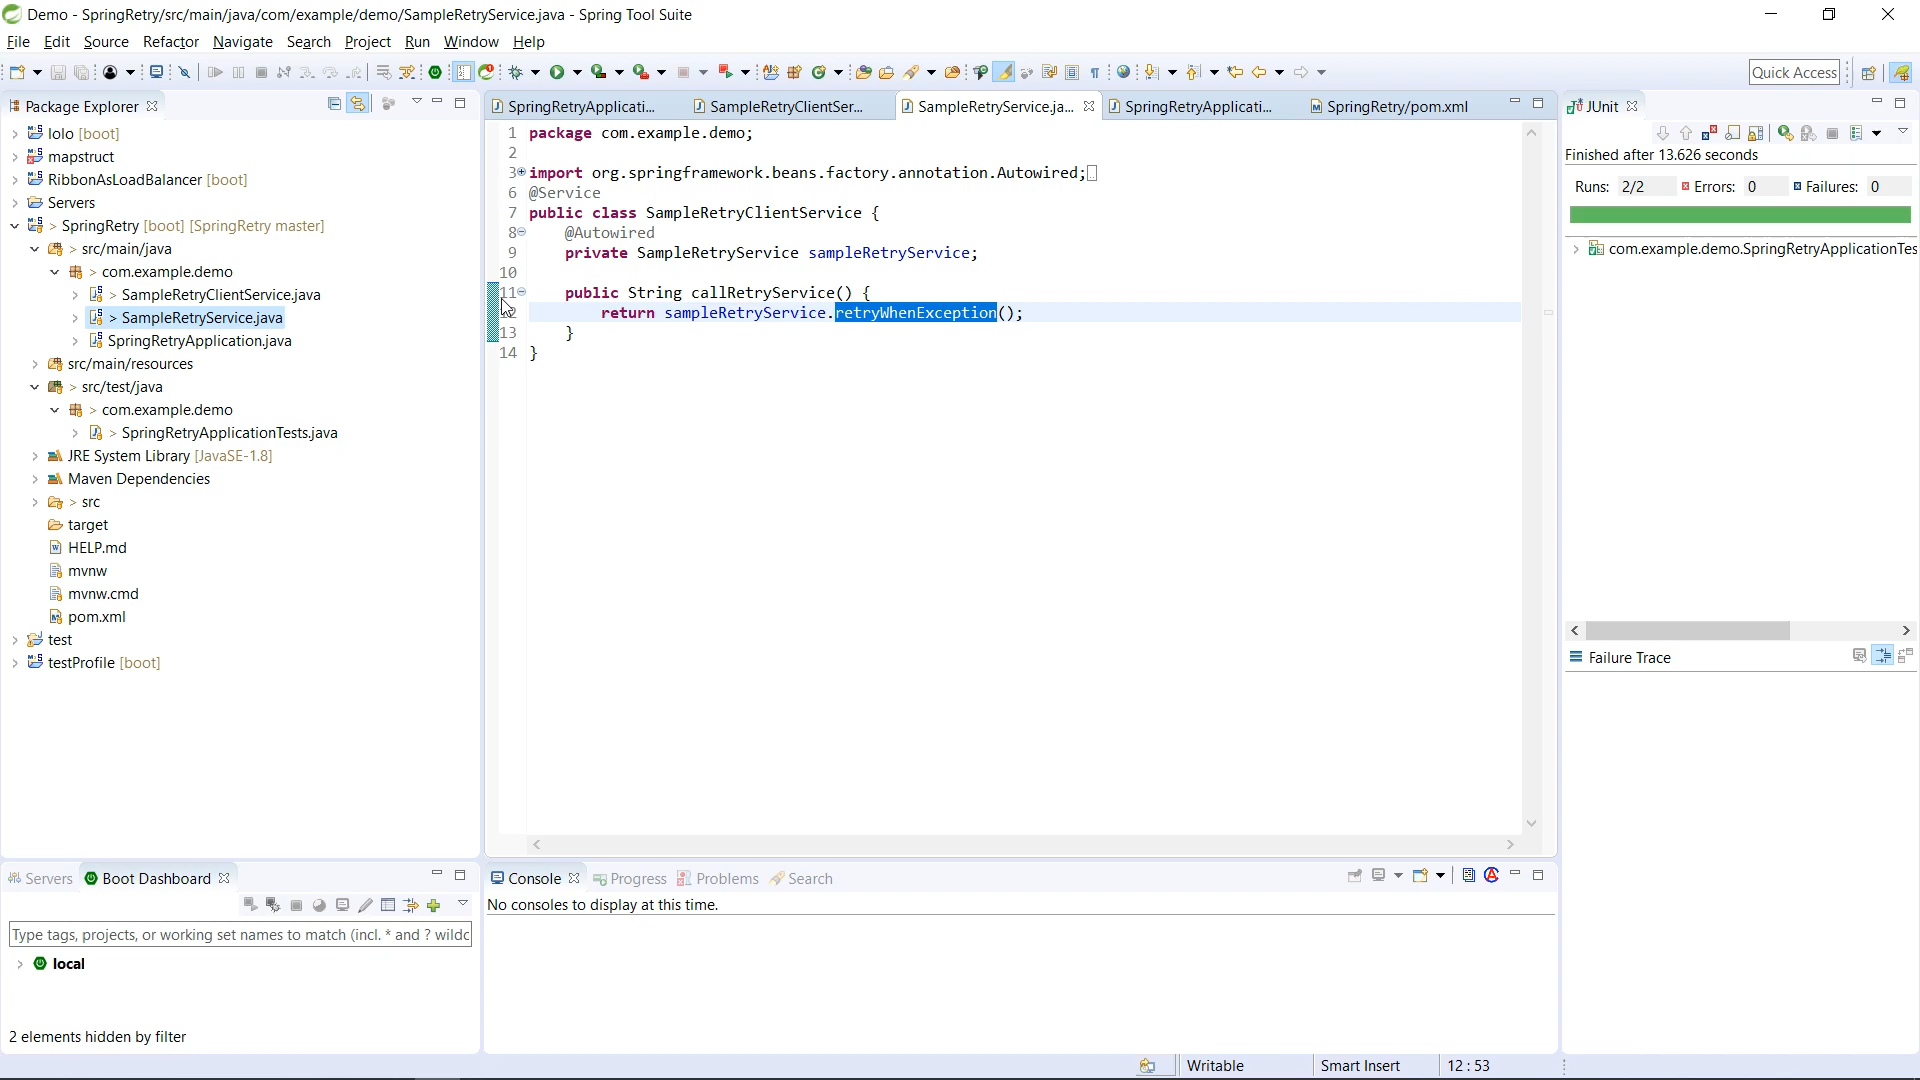 Demo - SpringRetry/src/main/java/com/example/demo/SampleRetryService.java - Spring Tool Suite
File Edit Source Refactor Navigate Search Project Run Window Help
Quick Access
Package Explorer
lolo [boot]
mapstruct
RibbonAsLoadBalancer [boot]
Servers
> SpringRetry [boot] [SpringRetry master]
> src/main/java
> com.example.demo
> SampleRetryClientService.java
> SampleRetryService.java
SpringRetryApplication.java
src/main/resources
> src/test/java
> com.example.demo
> SpringRetryApplicationTests.java
JRE System Library [JavaSE-1.8]
Maven Dependencies
> src
target
HELP.md
mvnw
mvnw.cmd
pom.xml
test
testProfile [boot]
SpringRetryApplicati... SampleRetryClientSer... SampleRetryService.ja... SpringRetryApplicati... SpringRetry/pom.xml
1 package com.example.demo;
2
3 import org.springframework.beans.factory.annotation.Autowired;
6 @Service
7 public class SampleRetryClientService {
8 @Autowired
9 private SampleRetryService sampleRetryService;
10
11 public String callRetryService() {
12 return sampleRetryService.retryWhenException();
13 }
14 }
JUnit
Finished after 13.626 seconds
Runs: 2/2 Errors: 0 Failures: 0
com.example.demo.SpringRetryApplicationTes
Failure Trace
Servers Boot Dashboard
Type tags, projects, or working set names to match (incl. * and ? wildc
local
2 elements hidden by filter
Console Progress Problems Search
No consoles to display at this time.
Writable Smart Insert 12 : 53